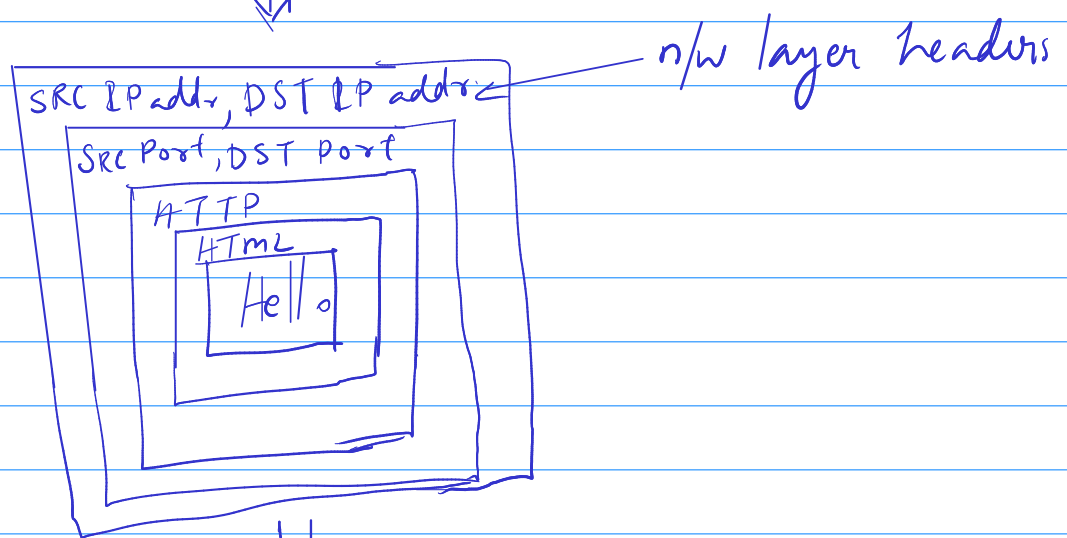 n/w layer headers
SRC IP addr, DST IP addr
SRC Port, DST Port
HTTP
HTML
Hello